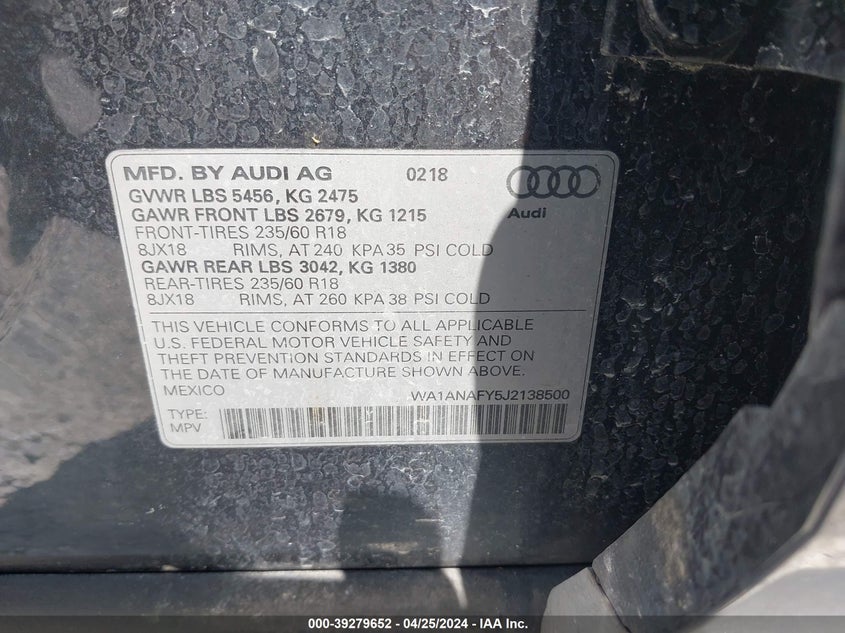 MFD. BY AUDI AG 0218
GVWR LBS 5456, KG 2475
GAWR FRONT LBS 2679, KG 1215
Audi
FRONT-TIRES 235/60 R18
8JX18 RIMS, AT 240 KPA 35 PSI COLD
GAWR REAR LBS 3042, KG 1380
REAR-TIRES 235/60 R18
8JX18 RIMS, AT 260 KPA 38 PSI COLD
THIS VEHICLE CONFORMS TO ALL APPLICABLE
U.S. FEDERAL MOTOR VEHICLE SAFETY AND
THEFT PREVENTION STANDARDS IN EFFECT ON
THE DATE OF MANUFACTURE SHOWN ABOVE.
MEXICO WA1ANAFY5J2138500
TYPE:
MPV
000-39279652 - 04/25/2024 - IAA Inc.